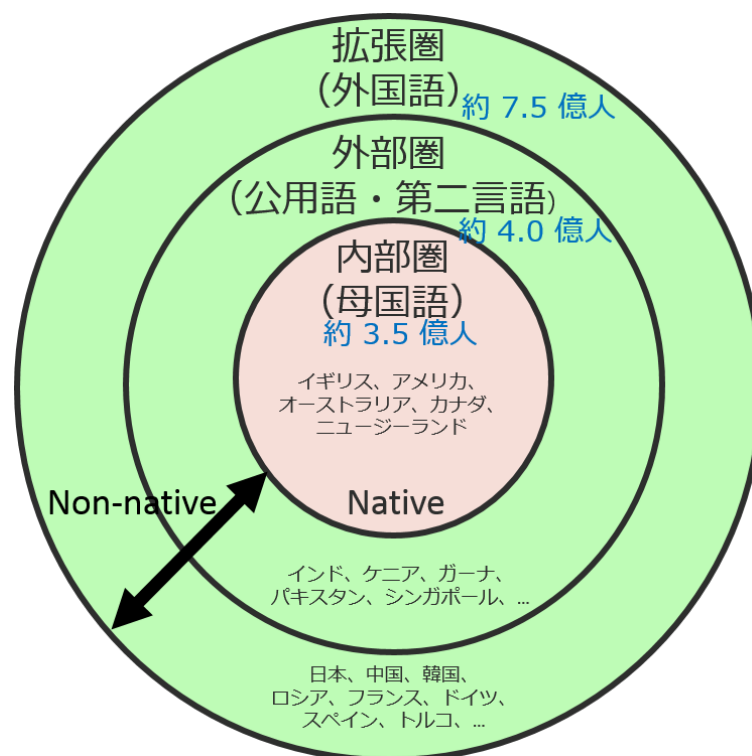 拡張圏
（外国語）
約 7.5 億人
外部圏
（公用語・第二言語）
約 4.0 億人
内部圏
（母国語）
約 3.5 億人
イギリス、アメリカ、
オーストラリア、カナダ、
ニュージーランド
Non-native
Native
インド、ケニア、ガーナ、
パキスタン、シンガポール、...
日本、中国、韓国、
ロシア、フランス、ドイツ、
スペイン、トルコ、...